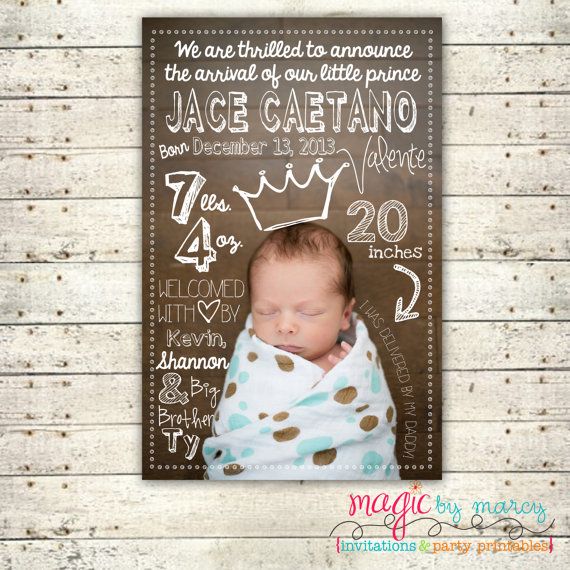 We are thrilled to announce
the arrival of our little prince
JACE CAETANO
Born December 13, 2013
Valente
7 lbs.
4 oz.
20
inches
WELCOMED
WITH BY
Kevin,
Shannon
& Big
Brother
Ty
I WAS DELIVERED BY MY DADDY!
magic by marcy
invitations & party printables